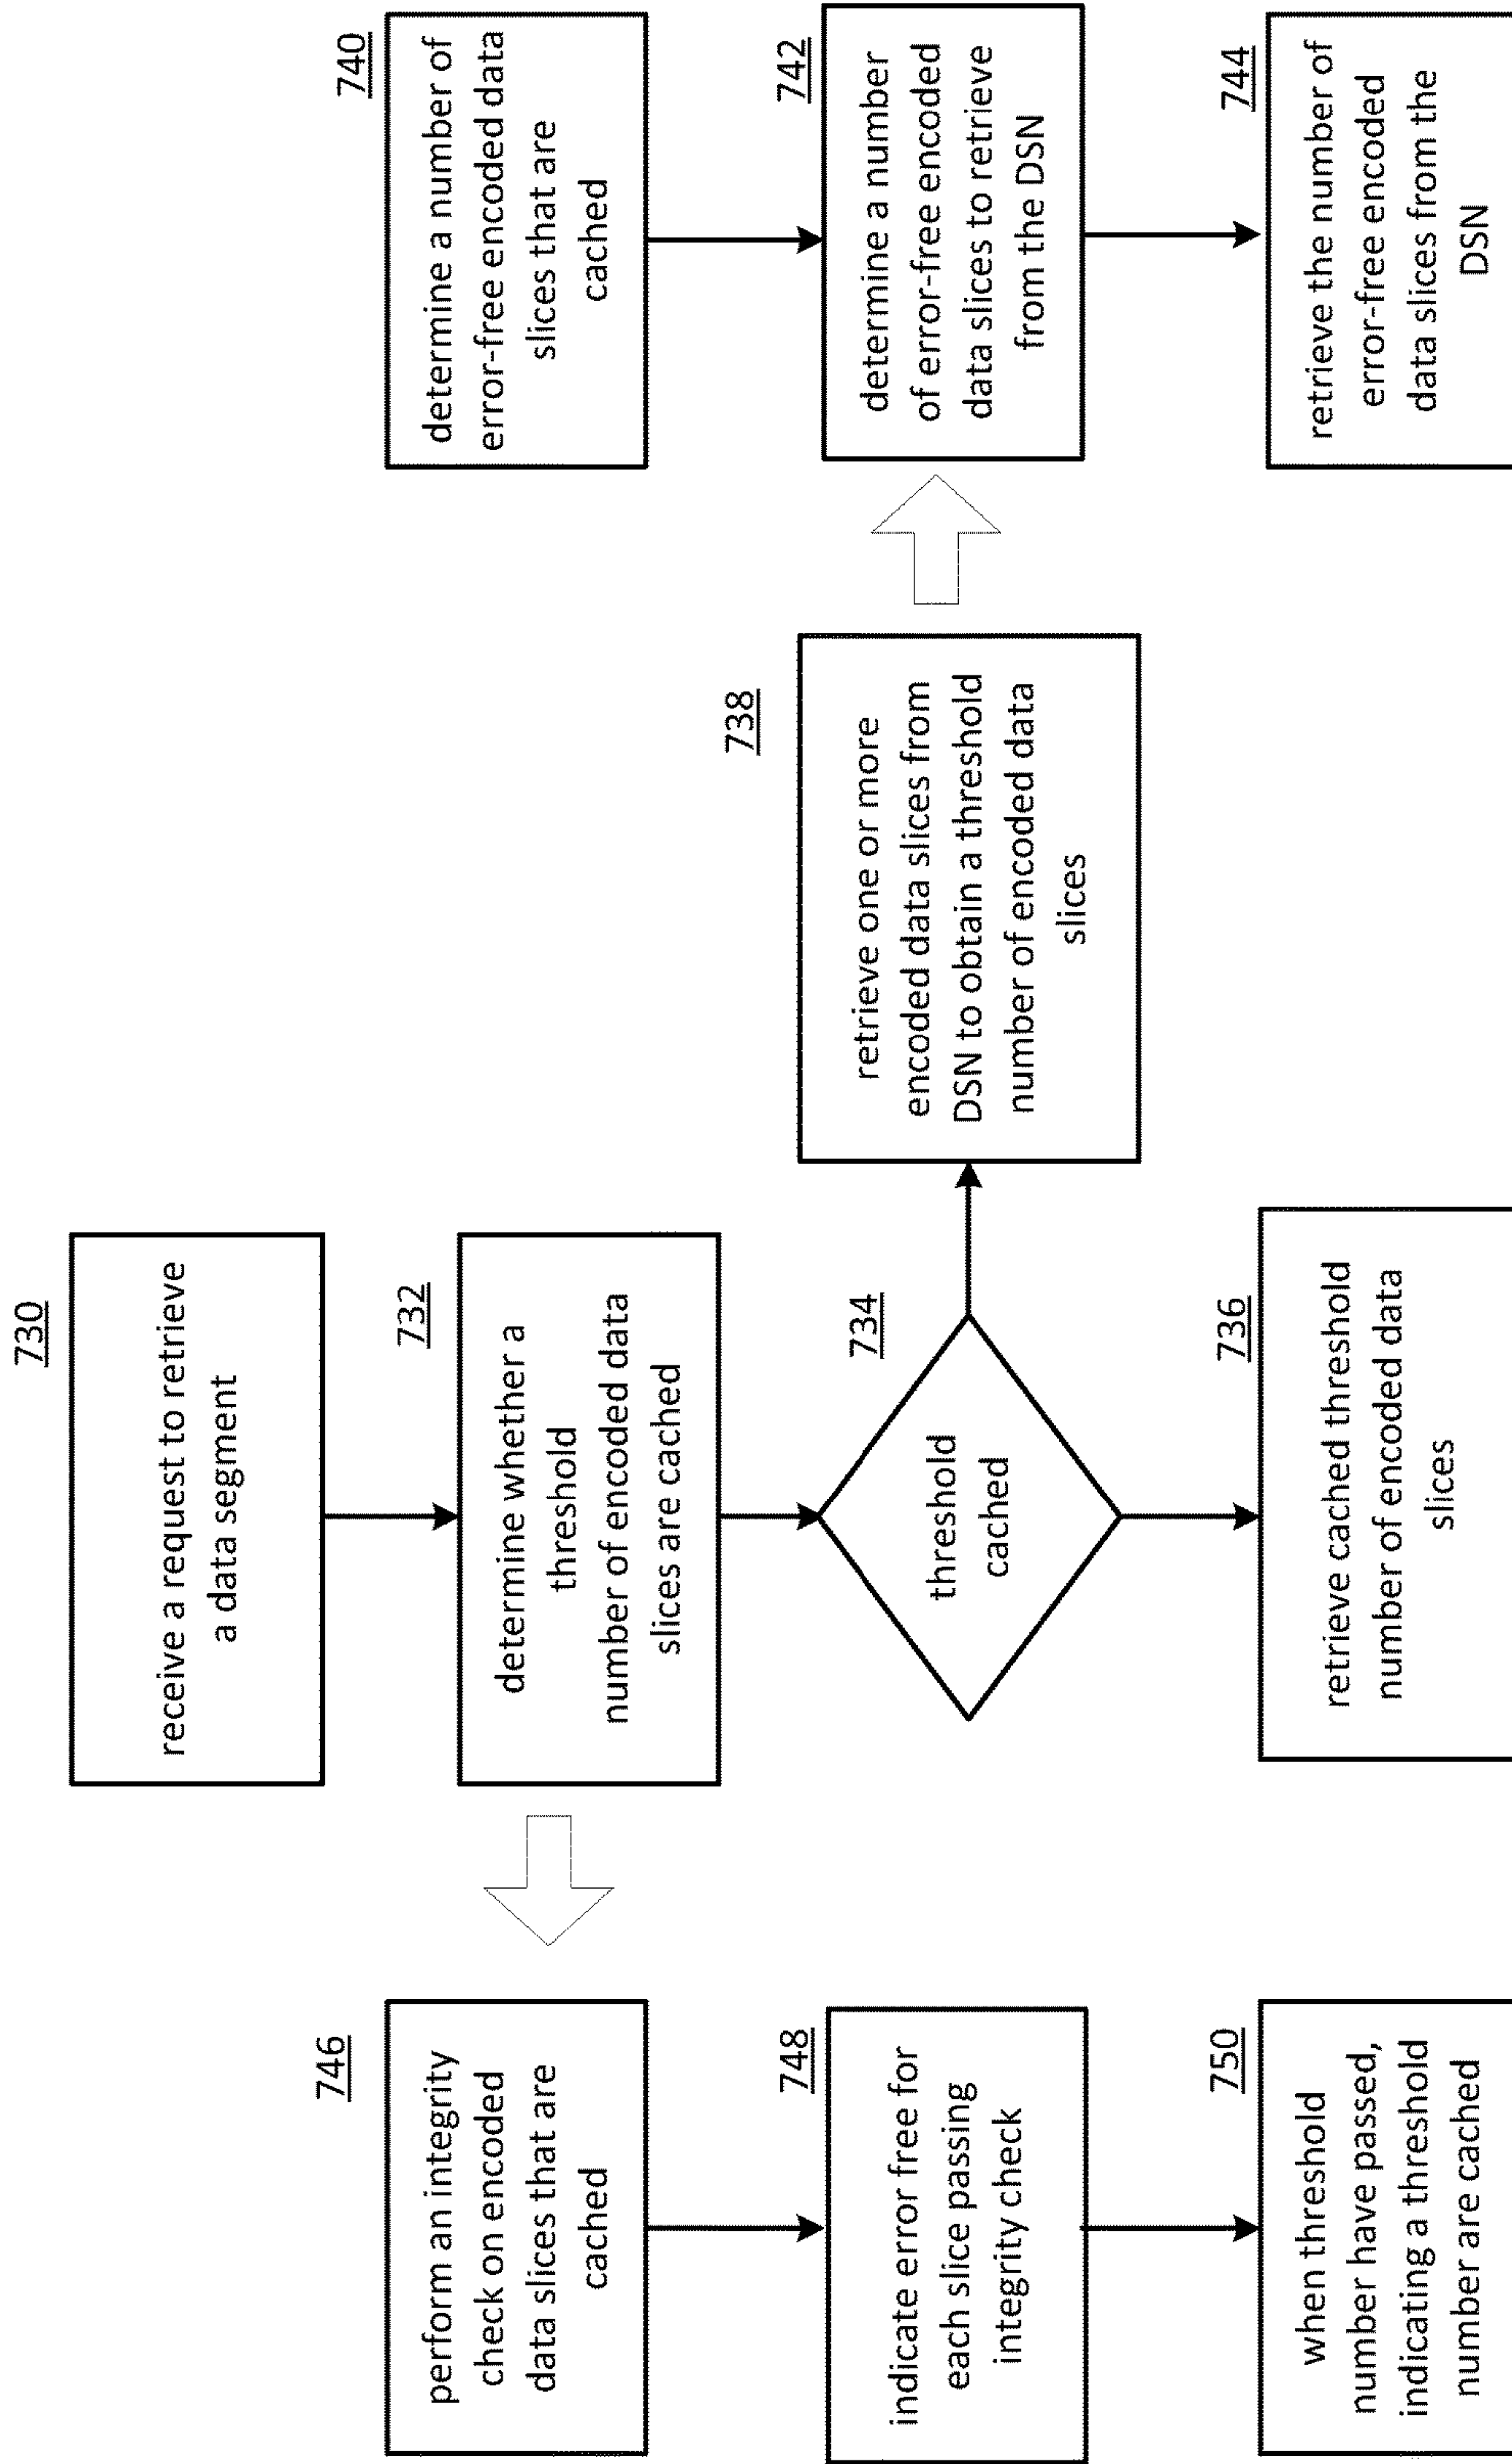 730
receive a request to retrieve
a data segment
732
determine whether a
threshold
number of encoded data
slices are cached
734
threshold
cached
736
retrieve cached threshold
number of encoded data
slices
738
retrieve one or more
encoded data slices from
DSN to obtain a threshold
number of encoded data
slices
740
determine a number of
error-free encoded data
slices that are
cached
742
determine a number
of error-free encoded
data slices to retrieve
from the DSN
744
retrieve the number of
error-free encoded
data slices from the
DSN
746
perform an integrity
check on encoded
data slices that are
cached
748
indicate error free for
each slice passing
integrity check
750
when threshold
number have passed,
indicating a threshold
number are cached